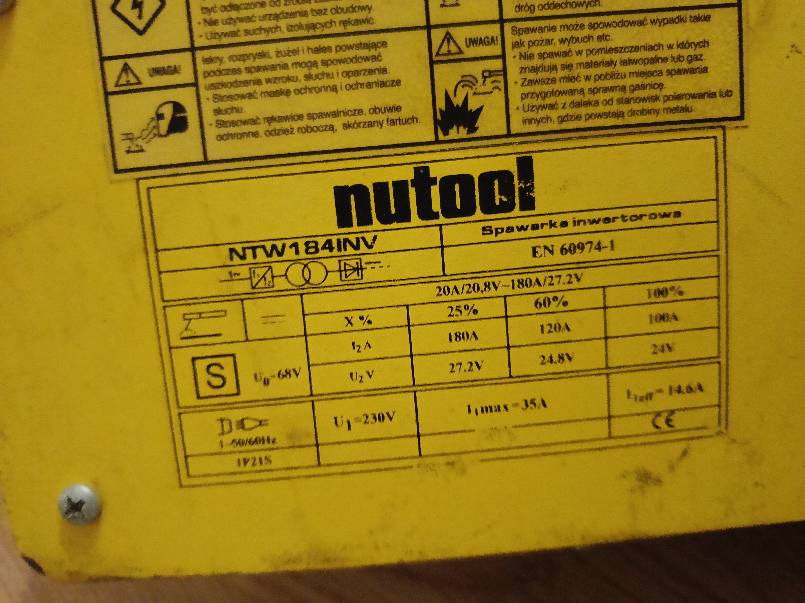 być odłączone od źródła
• Nie używać urządzenia bez obudowy.
• Używać suchych, izolujących rękawic.
UWAGA!
Iskry, rozpryski, żużel i hałas powstające
podczas spawania mogą spowodować
uszkodzenia wzroku, słuchu i oparzenia.
• Stosować maskę ochronną i ochraniacze
słuchu.
• Stosować rękawice spawalnicze, obuwie
ochronne, odzież roboczą, skórzany fartuch.
dróg oddechowych.
UWAGA!
Spawanie może spowodować wypadki takie
jak pożar, wybuch etc.
• Nie spawać w pomieszczeniach w których
znajdują się materiały łatwopalne lub gaz.
• Zawsze mieć w pobliżu miejsca spawania
przygotowaną sprawną gaśnicę.
• Używać z daleka od stanowisk polerowania lub
innych, gdzie powstają drobiny metalu.
nutool
NTW184INV
Spawarka inwertorowa
1~ f₁ f₂
EN 60974-1
20A/20,8V~180A/27.2V
X % 25% 60% 100%
I₂ A 180A 120A 100A
S U₀=68V
U₂ V 27.2V 24.8V 24V
1~50/60Hz
U₁=230V
I₁max=35A
I₁eff= 14.6A
IP21S
CE